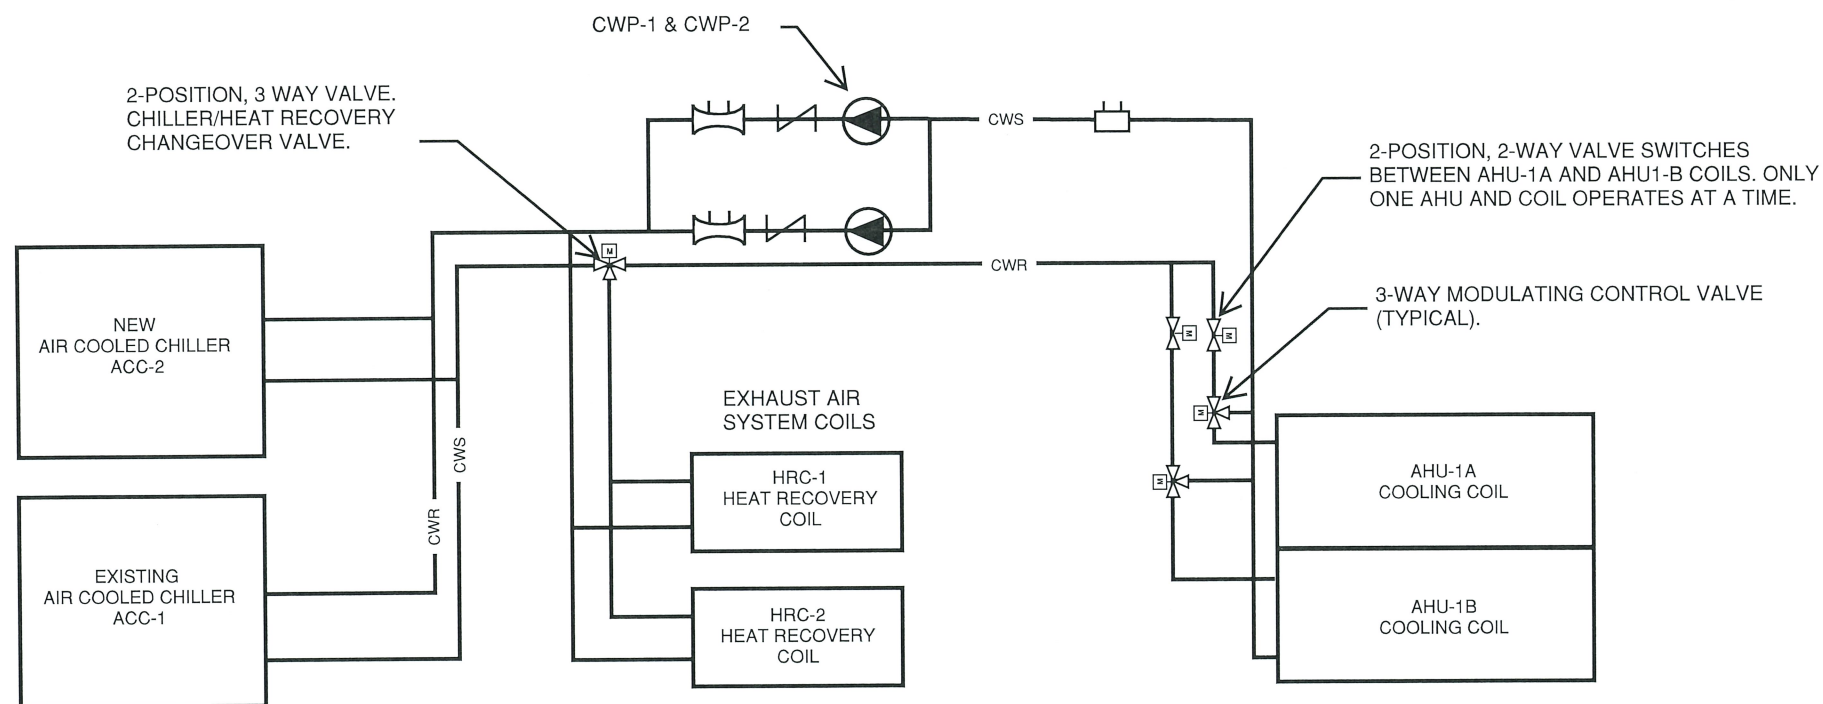 CWP-1 & CWP-2
2-POSITION, 3 WAY VALVE.
CHILLER/HEAT RECOVERY
CHANGEOVER VALVE.
CWS
2-POSITION, 2-WAY VALVE SWITCHES
BETWEEN AHU-1A AND AHU1-B COILS. ONLY
ONE AHU AND COIL OPERATES AT A TIME.
M
CWR
3-WAY MODULATING CONTROL VALVE
(TYPICAL).
M
M
M
M
NEW
AIR COOLED CHILLER
ACC-2
EXHAUST AIR
SYSTEM COILS
CWS
CWR
HRC-1
HEAT RECOVERY
COIL
AHU-1A
COOLING COIL
EXISTING
AIR COOLED CHILLER
ACC-1
HRC-2
HEAT RECOVERY
COIL
AHU-1B
COOLING COIL